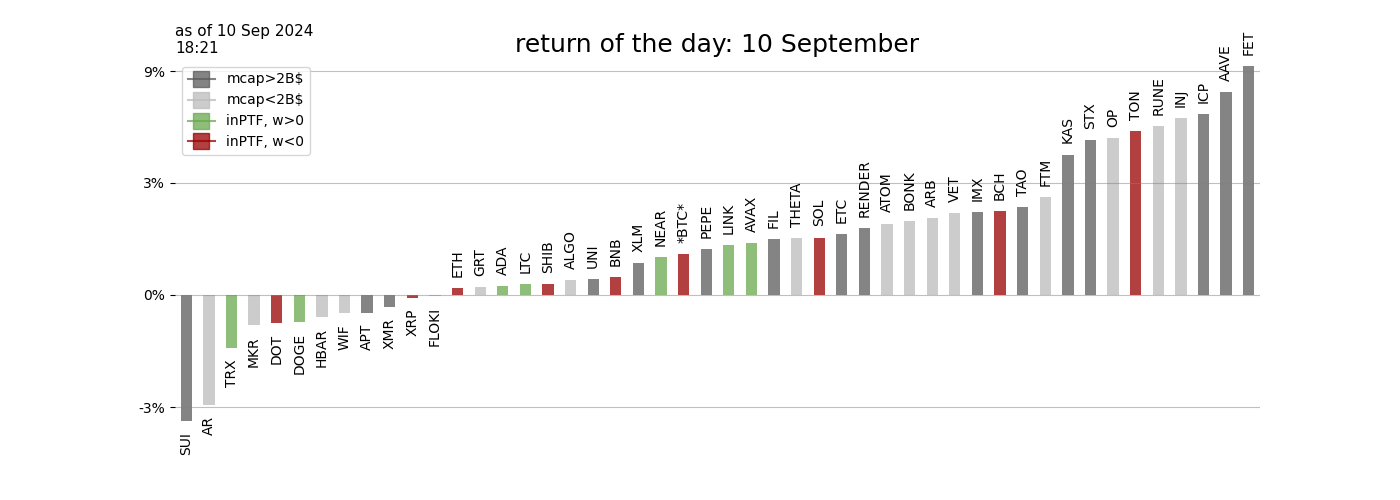 as of 10 Sep 2024
18:21
return of the day: 10 September
9%
3%
0%
-3%
mcap>2B$
mcap<2B$
inPTF, w>0
inPTF, w<0
SUI
AR
TRX
MKR
DOT
DOGE
HBAR
WIF
APT
XMR
XRP
FLOKI
ETH
GRT
ADA
LTC
SHIB
ALGO
UNI
BNB
XLM
NEAR
*BTC*
PEPE
LINK
AVAX
FIL
THETA
SOL
ETC
RENDER
ATOM
BONK
ARB
VET
IMX
BCH
TAO
FTM
KAS
STX
OP
TON
RUNE
INJ
ICP
AAVE
FET